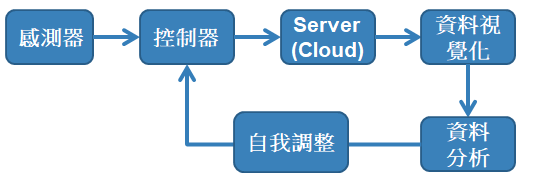 感測器
控制器
Server
(Cloud)
資料視
覺化
資料
分析
自我調整